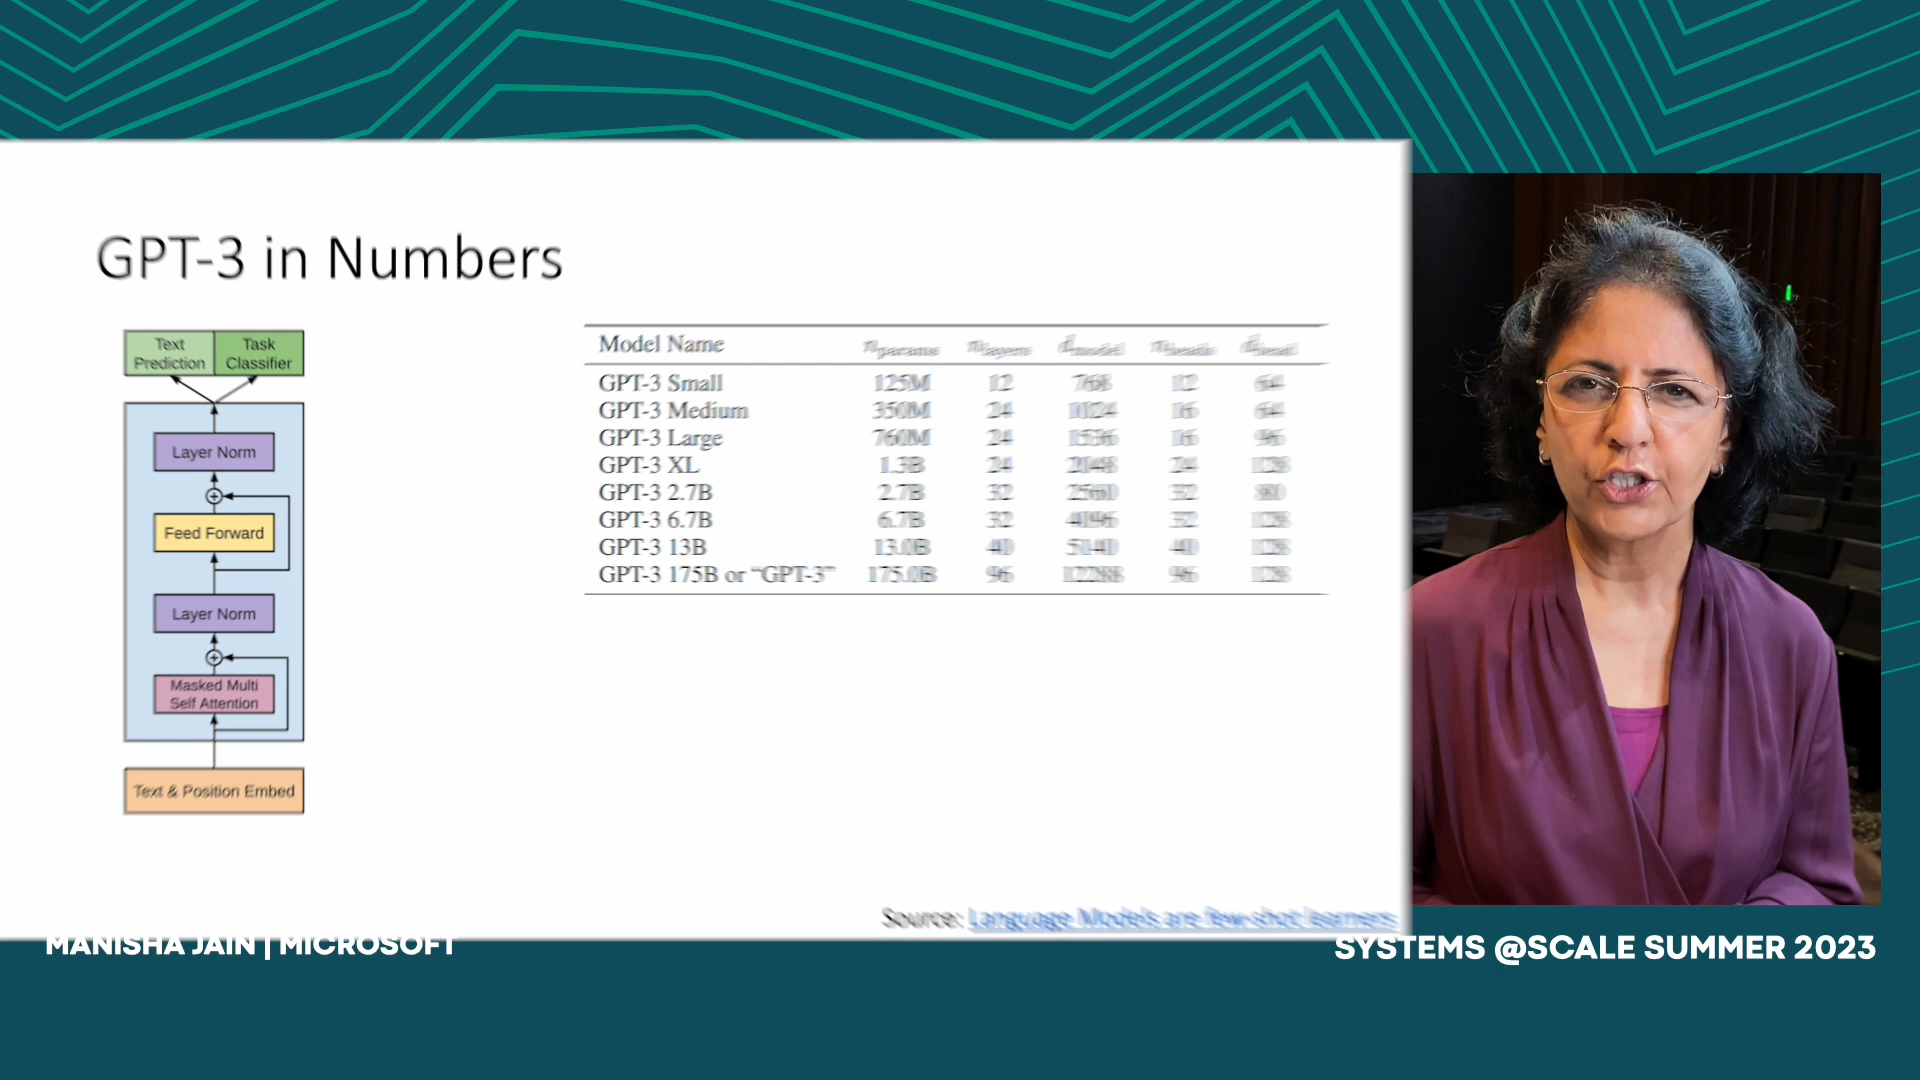 GPT-3 in Numbers
Text Prediction
Task Classifier
Layer Norm
Feed Forward
Layer Norm
Masked Multi
Self Attention
Text & Position Embed
Model Name n_params n_layers d_model n_heads d_head
GPT-3 Small 125M 12 768 12 64
GPT-3 Medium 350M 24 1024 16 64
GPT-3 Large 760M 24 1536 16 96
GPT-3 XL 1.3B 24 2048 24 128
GPT-3 2.7B 2.7B 32 2560 32 80
GPT-3 6.7B 6.7B 32 4096 32 128
GPT-3 13B 13.0B 40 5140 40 128
GPT-3 175B or “GPT-3” 175.0B 96 12288 96 128
Source: Language Models are few-shot learners
MANISHA JAIN | MICROSOFT
SYSTEMS @SCALE SUMMER 2023